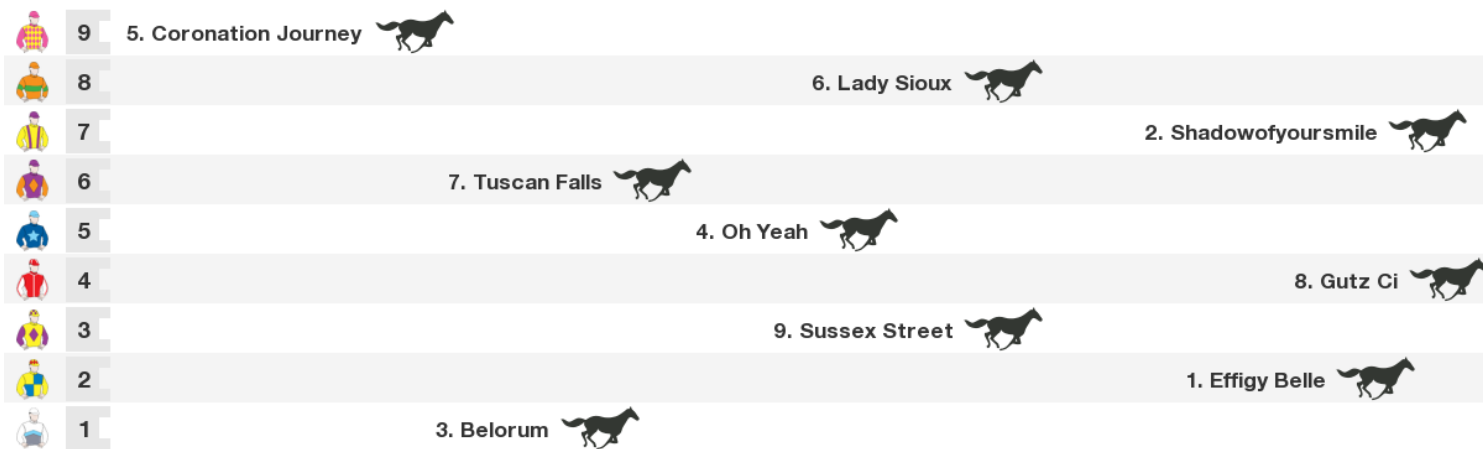 9 5. Coronation Journey
8 6. Lady Sioux
7 2. Shadowofyoursmile
6 7. Tuscan Falls
5 4. Oh Yeah
4 8. Gutz Ci
3 9. Sussex Street
2 1. Effigy Belle
1 3. Belorum